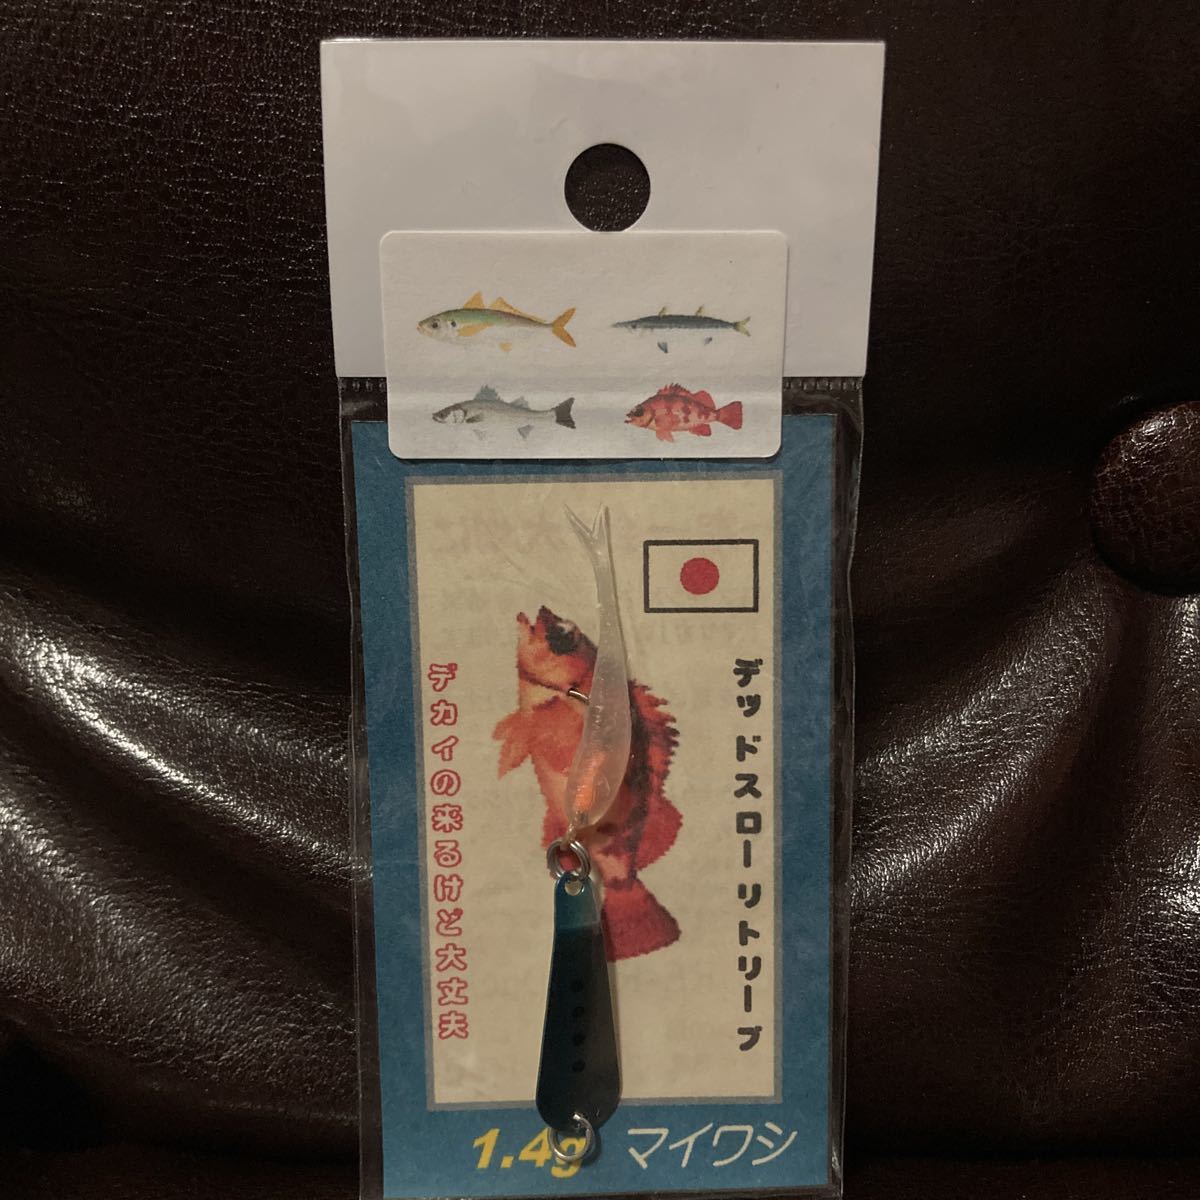 デッドスローリトリーブ
デカイの来るけど大丈夫
1.4g マイワシ